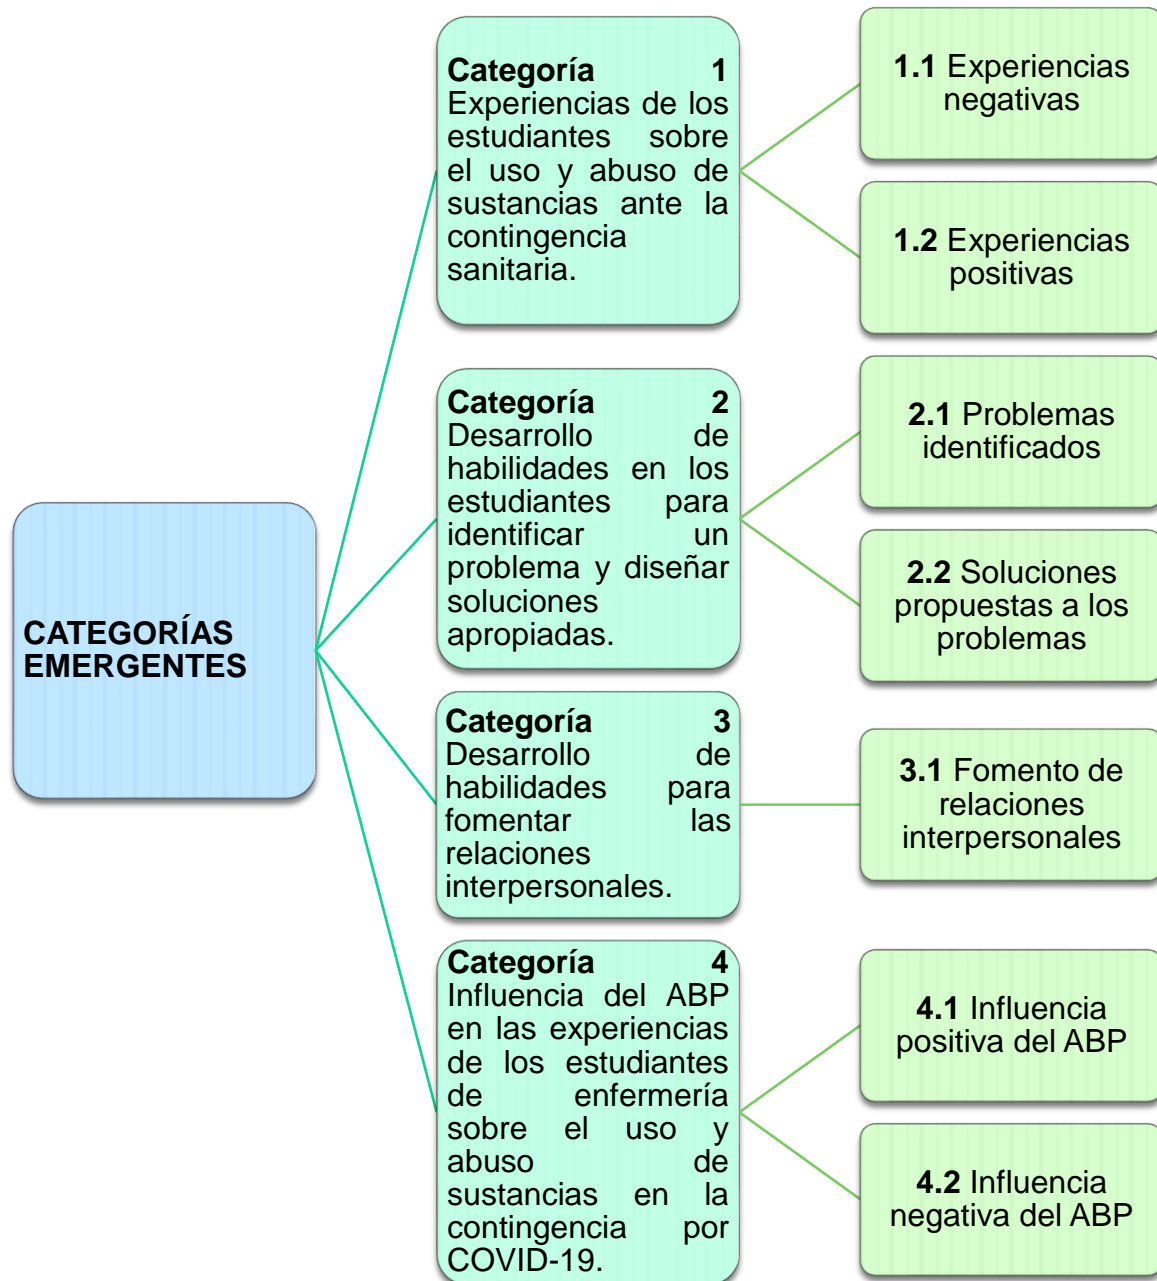 CATEGORÍAS
EMERGENTES
Categoría 1
Experiencias de los
estudiantes sobre
el uso y abuso de
sustancias ante la
contingencia
sanitaria.
1.1 Experiencias
negativas
1.2 Experiencias
positivas
Categoría 2
Desarrollo de
habilidades en los
estudiantes para
identificar un
problema y diseñar
soluciones
apropiadas.
2.1 Problemas
identificados
2.2 Soluciones
propuestas a los
problemas
Categoría 3
Desarrollo de
habilidades para
fomentar las
relaciones
interpersonales.
3.1 Fomento de
relaciones
interpersonales
Categoría 4
Influencia del ABP
en las experiencias
de los estudiantes
de enfermería
sobre el uso y
abuso de
sustancias en la
contingencia por
COVID-19.
4.1 Influencia
positiva del ABP
4.2 Influencia
negativa del ABP